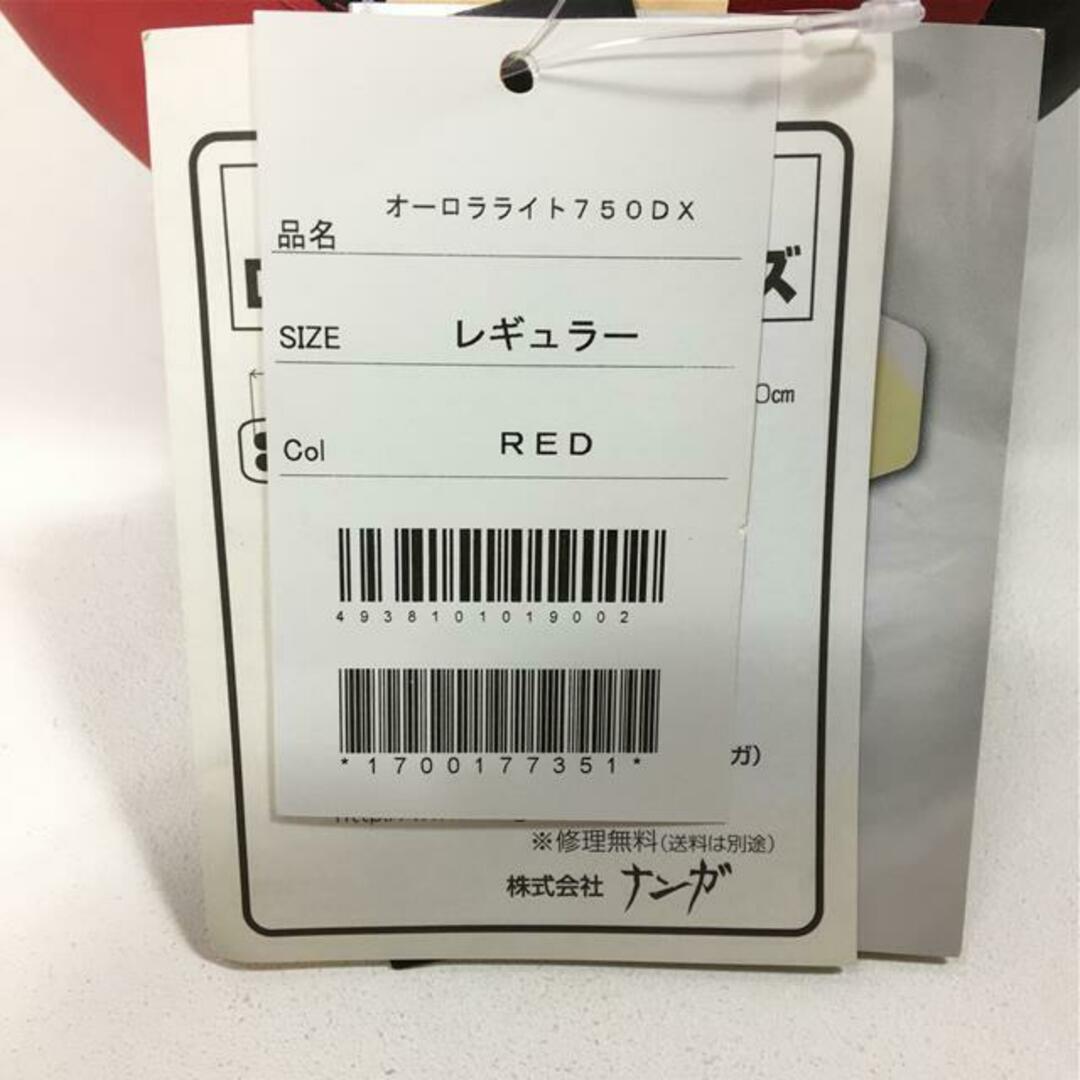 オーロラライト750DX
品名
ズ
SIZE レギュラー
0cm
Col RED
4938101019002
*1700177351*
ガ)
※修理無料(送料は別途)
株式会社 ナンガ